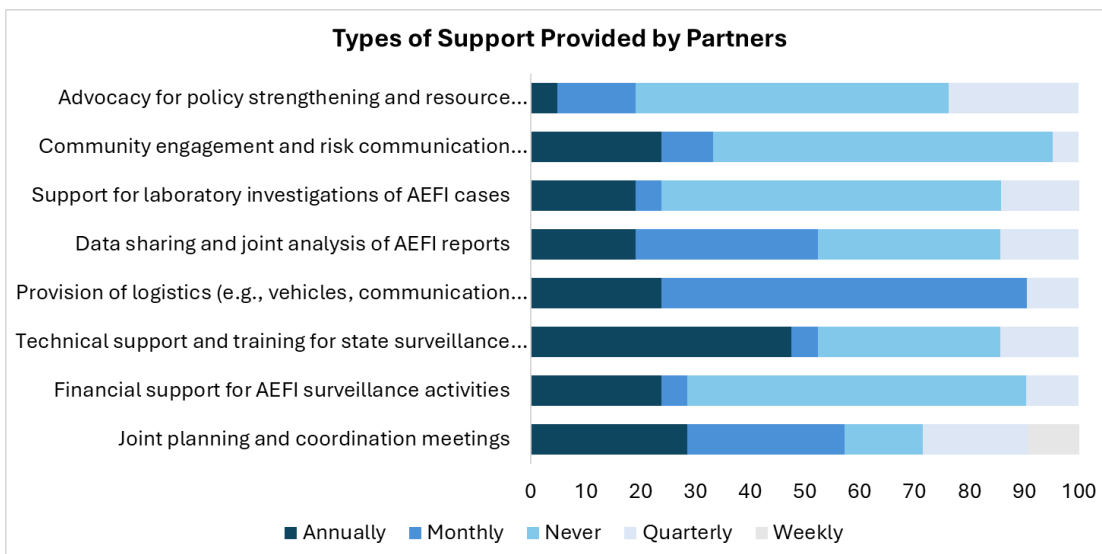 Types of Support Provided by Partners
Advocacy for policy strengthening and resource...
Community engagement and risk communication...
Support for laboratory investigations of AEFI cases
Data sharing and joint analysis of AEFI reports
Provision of logistics (e.g., vehicles, communication...
Technical support and training for state surveillance...
Financial support for AEFI surveillance activities
Joint planning and coordination meetings
0 10 20 30 40 50 60 70 80 90 100
Annually Monthly Never Quarterly Weekly